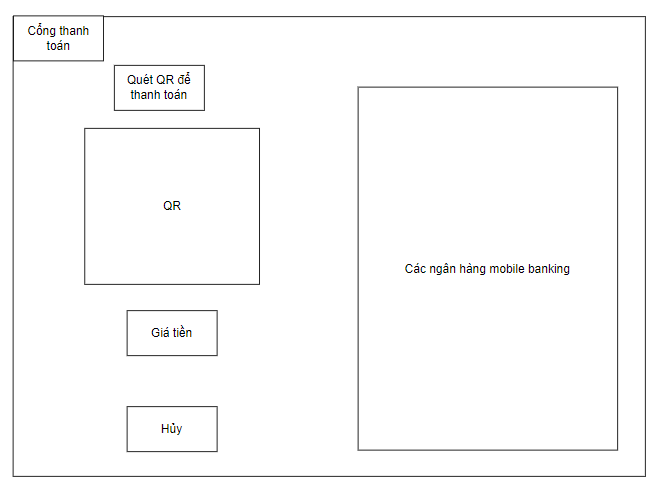 Cổng thanh
toán
Quét QR để
thanh toán
QR
Giá tiền
Hủy
Các ngân hàng mobile banking